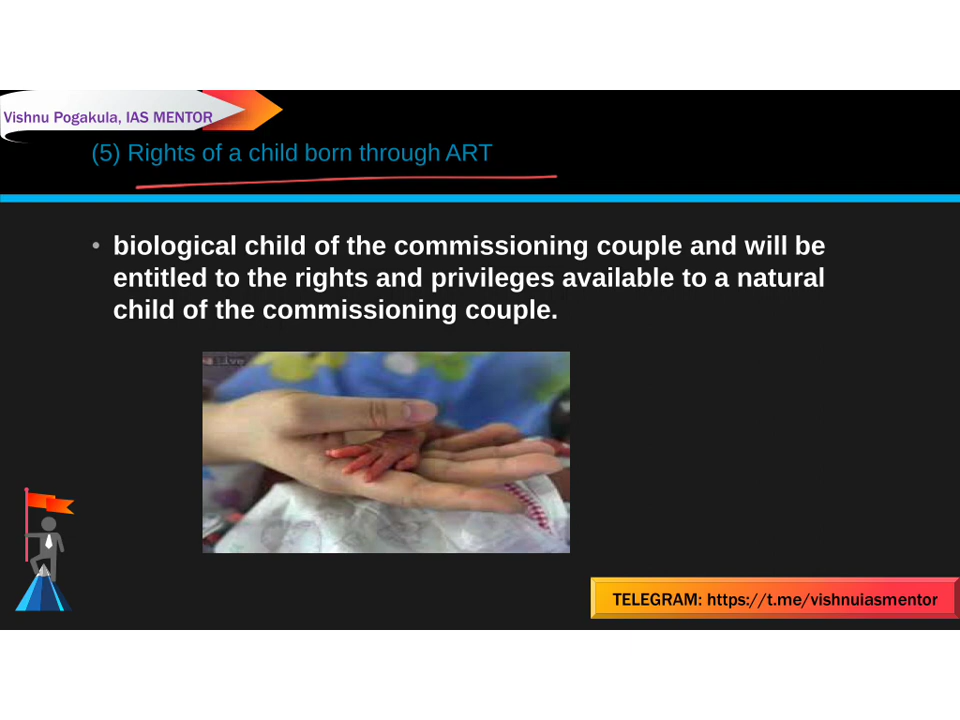 Vishnu Pogakula, IAS MENTOR
(5) Rights of a child born through ART
• biological child of the commissioning couple and will be
entitled to the rights and privileges available to a natural
child of the commissioning couple.
Live
TELEGRAM: https://t.me/vishnuiasmentor